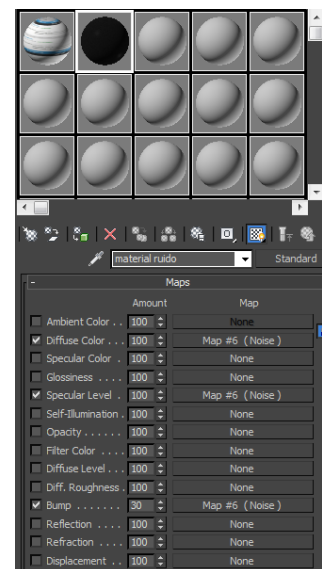 material ruido Standard
- Maps
Amount Map
Ambient Color . . 100 None
Diffuse Color . . . 100 Map #6 ( Noise )
Specular Color . 100 None
Glossiness . . . . 100 None
Specular Level . 100 Map #6 ( Noise )
Self-Illumination . 100 None
Opacity . . . . . . 100 None
Filter Color . . . . 100 None
Diffuse Level . . . 100 None
Diff. Roughness . 100 None
Bump . . . . . . . 30 Map #6 ( Noise )
Reflection . . . . 100 None
Refraction . . . . 100 None
Displacement . . 100 None